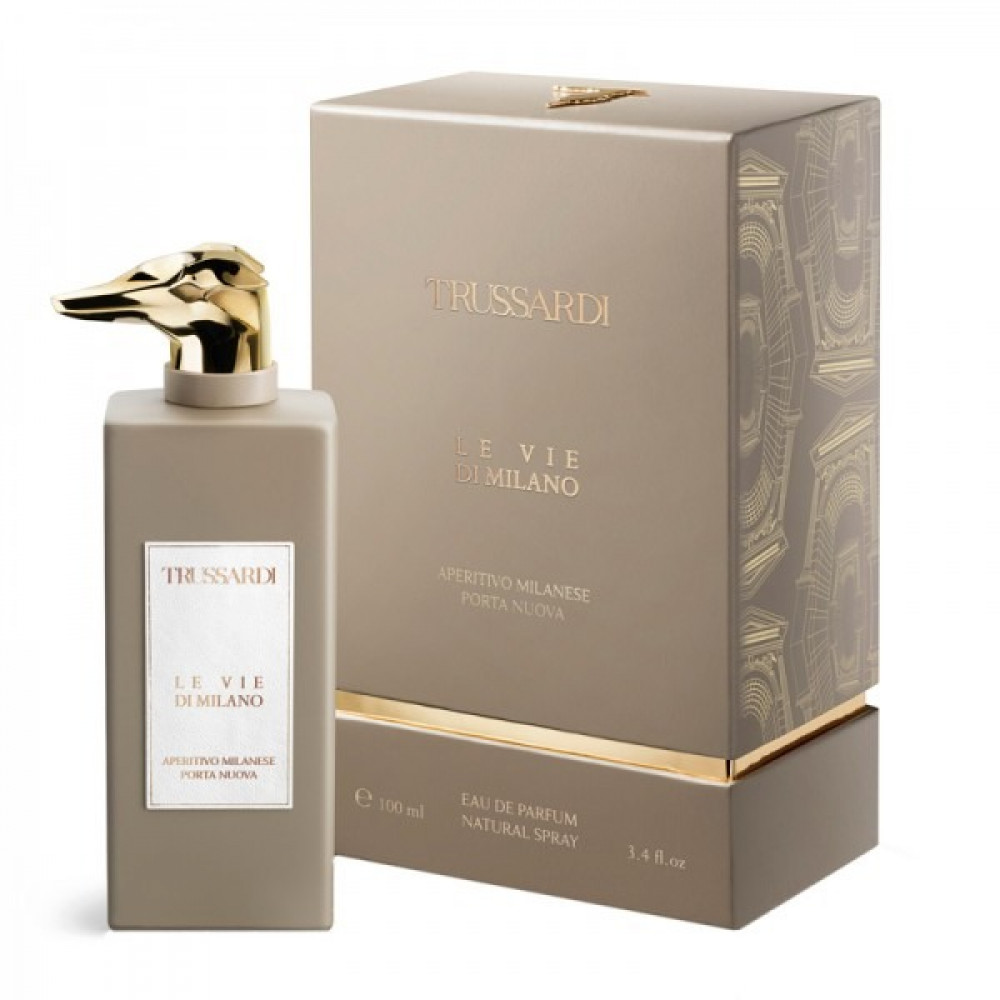 TRUSSARDI
LE VIE
DI MILANO
APERITIVO MILANESE
PORTA NUOVA
TRUSSARDI
LE VIE
DI MILANO
APERITIVO MILANESE
PORTA NUOVA
℮ 100 ml
EAU DE PARFUM
NATURAL SPRAY
3.4 fl.oz